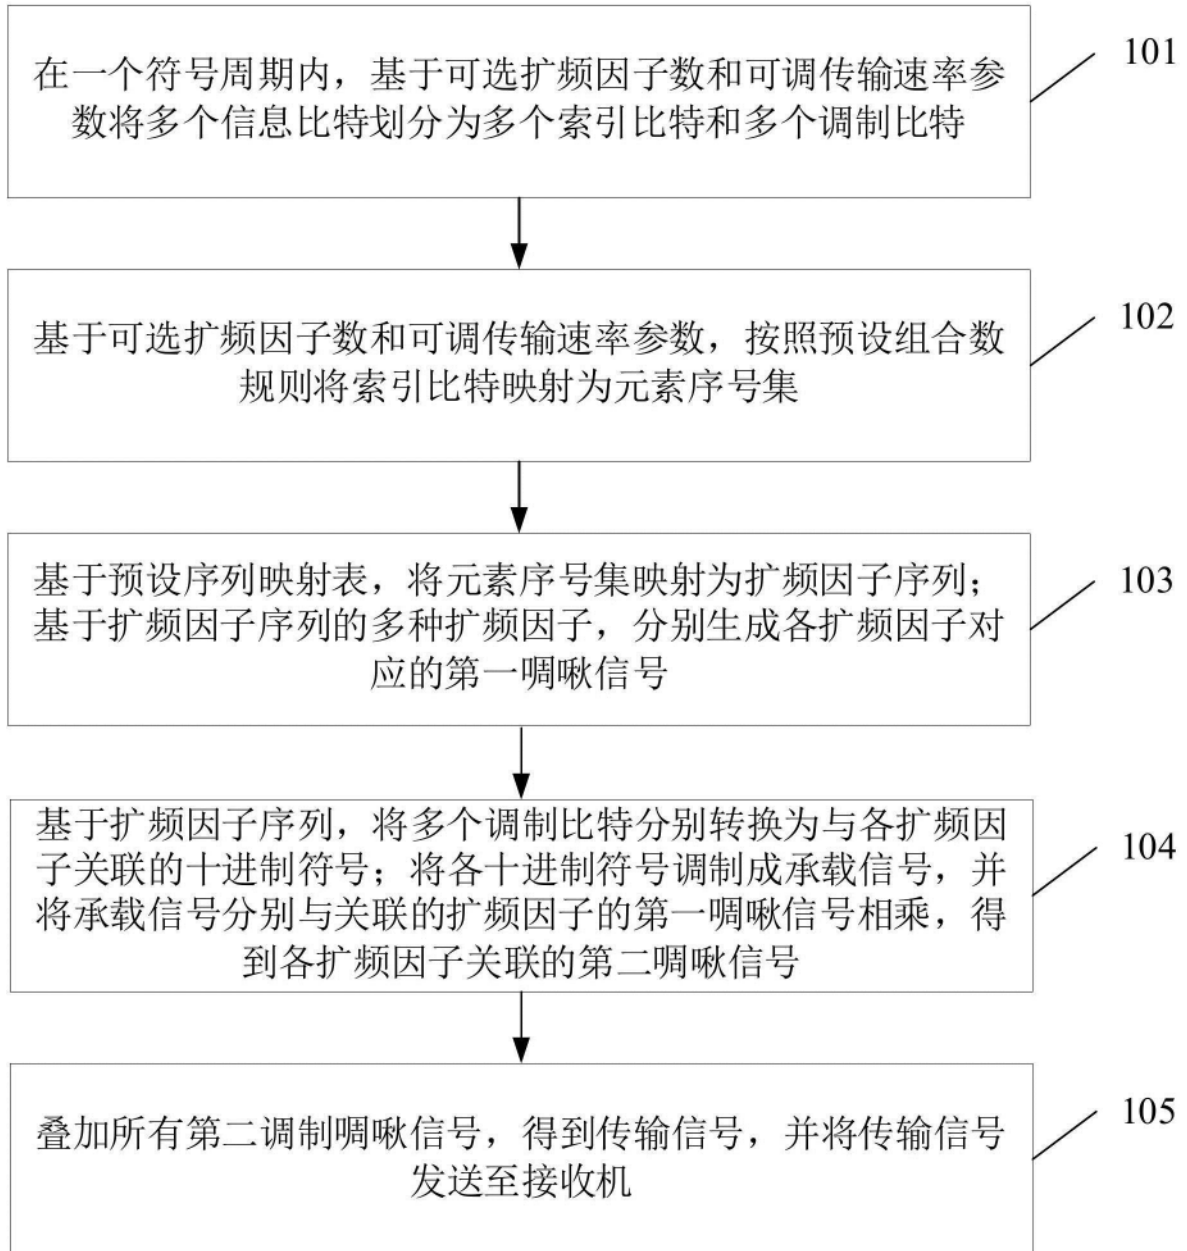 在一个符号周期内，基于可选扩频因子数和可调传输速率参
数将多个信息比特划分为多个索引比特和多个调制比特
101
基于可选扩频因子数和可调传输速率参数，按照预设组合数
规则将索引比特映射为元素序号集
102
基于预设序列映射表，将元素序号集映射为扩频因子序列；
基于扩频因子序列的多种扩频因子，分别生成各扩频因子对
应的第一啁啾信号
103
基于扩频因子序列，将多个调制比特分别转换为与各扩频因
子关联的十进制符号；将各十进制符号调制成承载信号，并
将承载信号分别与关联的扩频因子的第一啁啾信号相乘，得
到各扩频因子关联的第二啁啾信号
104
叠加所有第二调制啁啾信号，得到传输信号，并将传输信号
发送至接收机
105